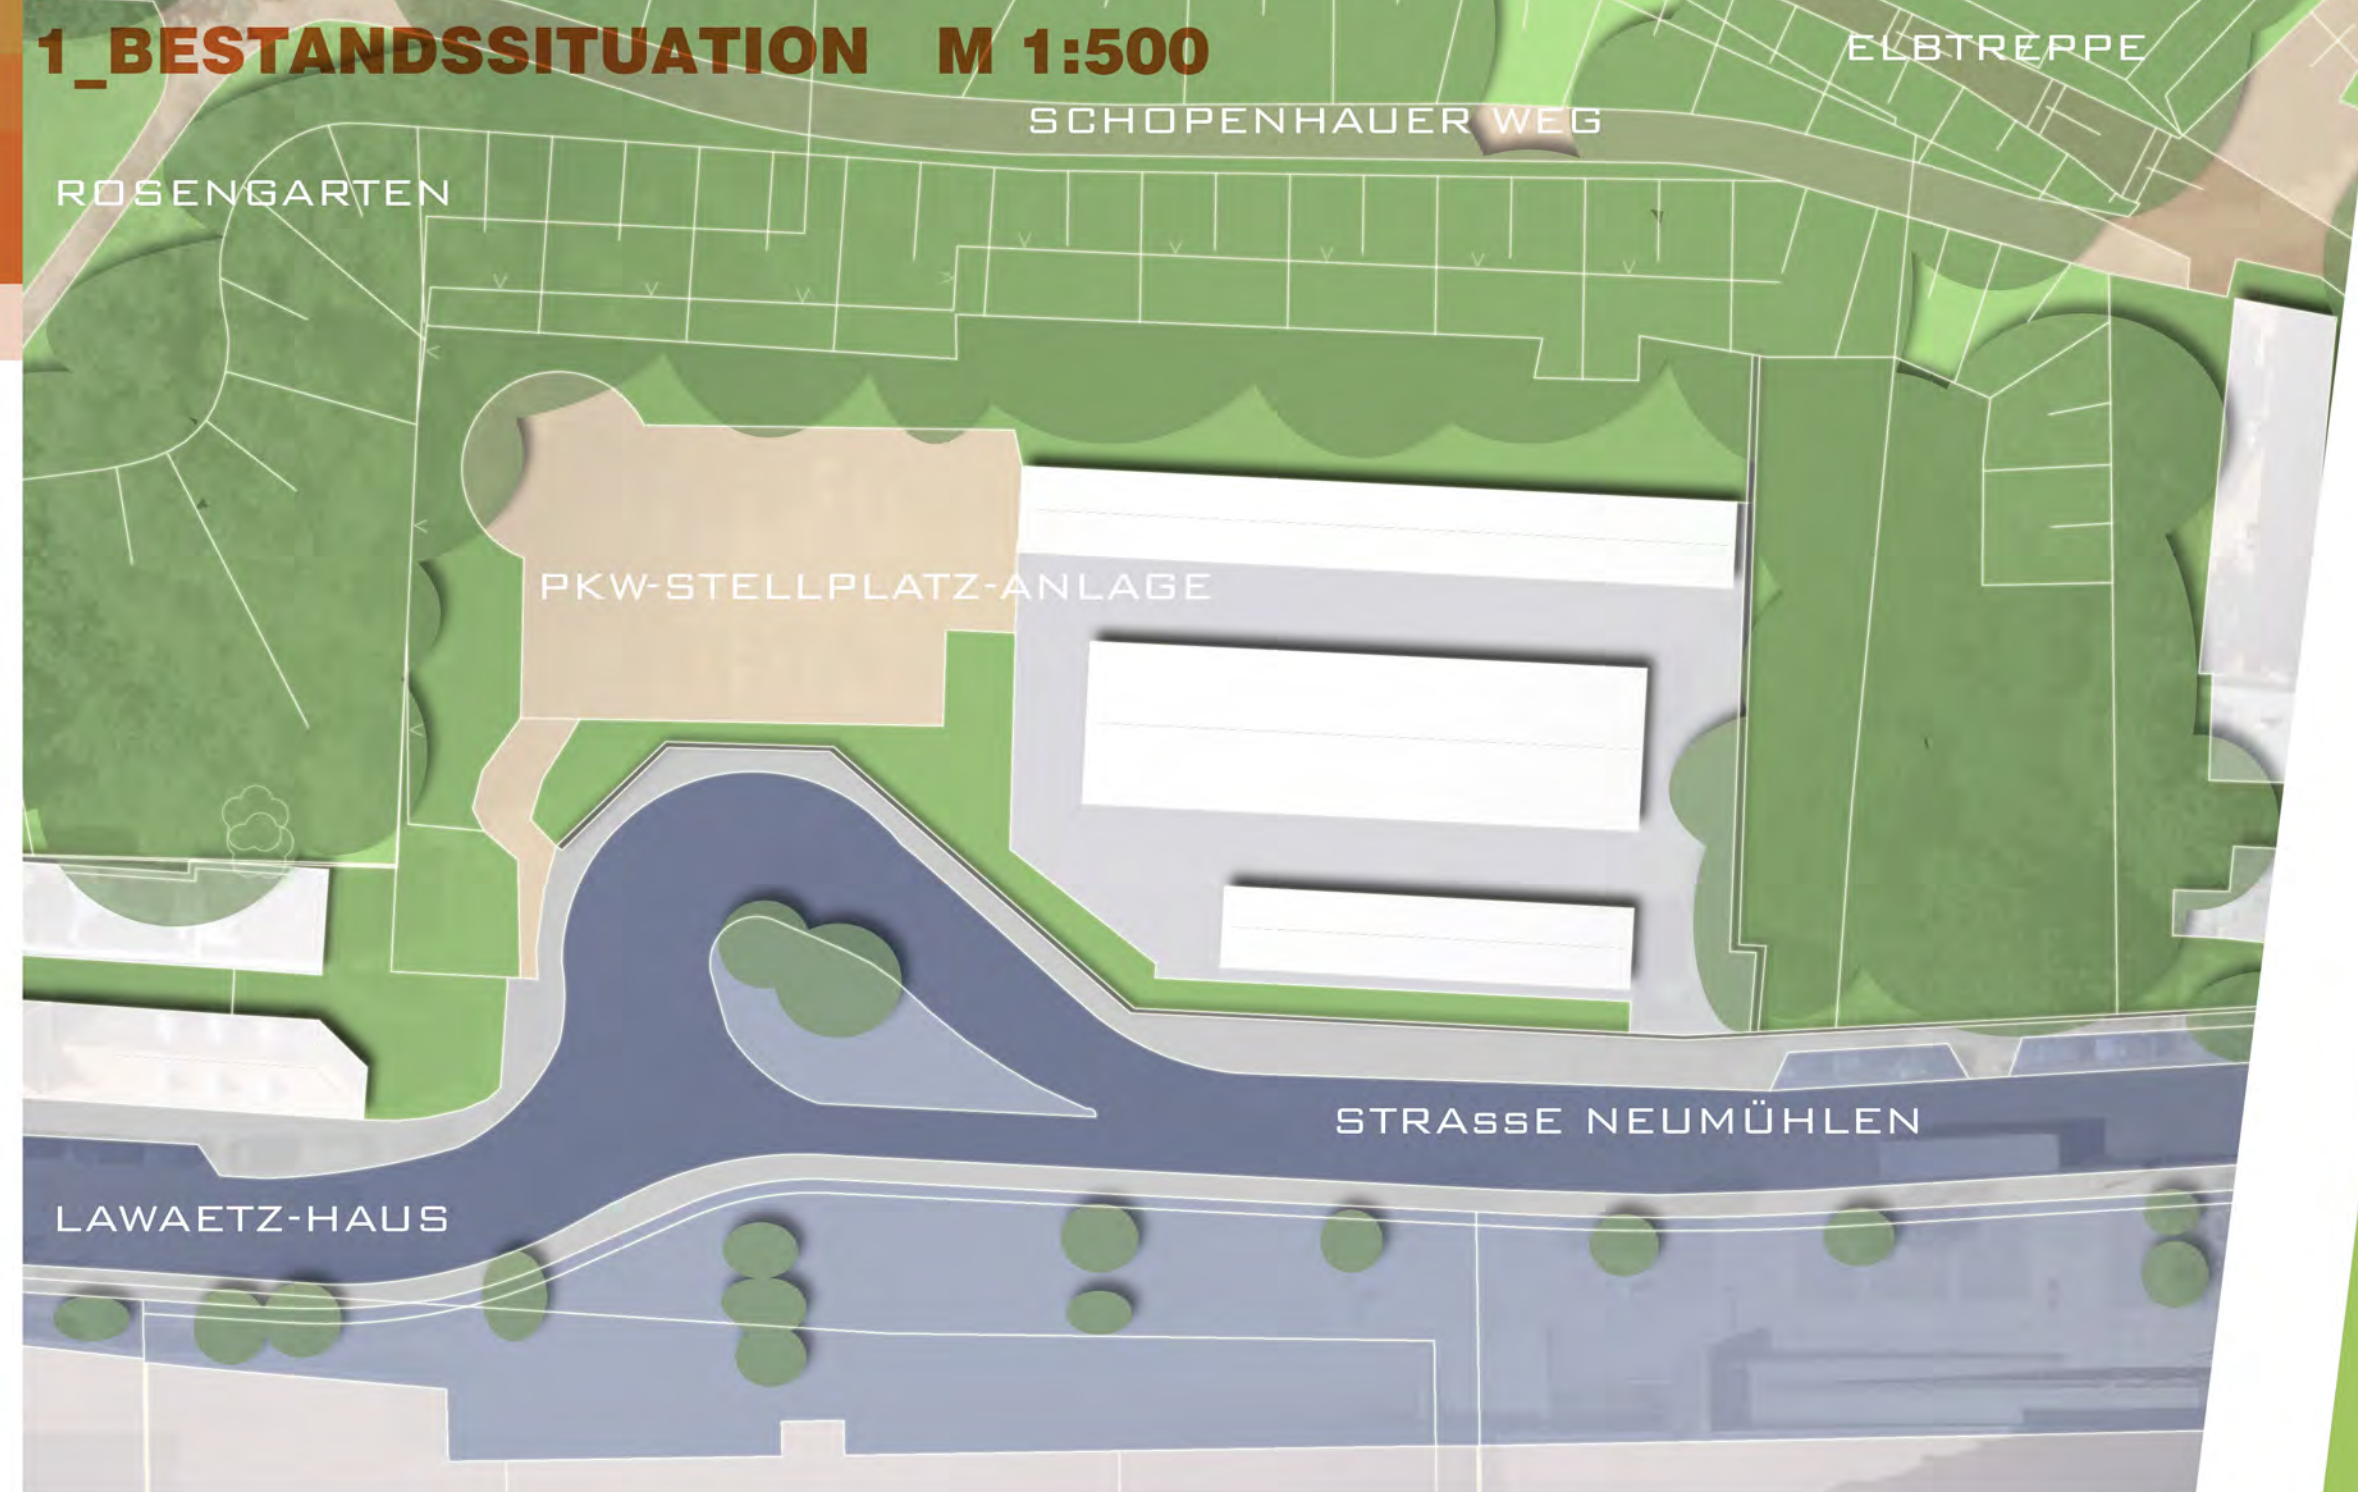 1_BESTANDSSITUATION M 1:500
ELBTREPPE
SCHOPENHAUER WEG
ROSENGARTEN
PKW-STELLPLATZ-ANLAGE
STRAssE NEUMÜHLEN
LAWAETZ-HAUS